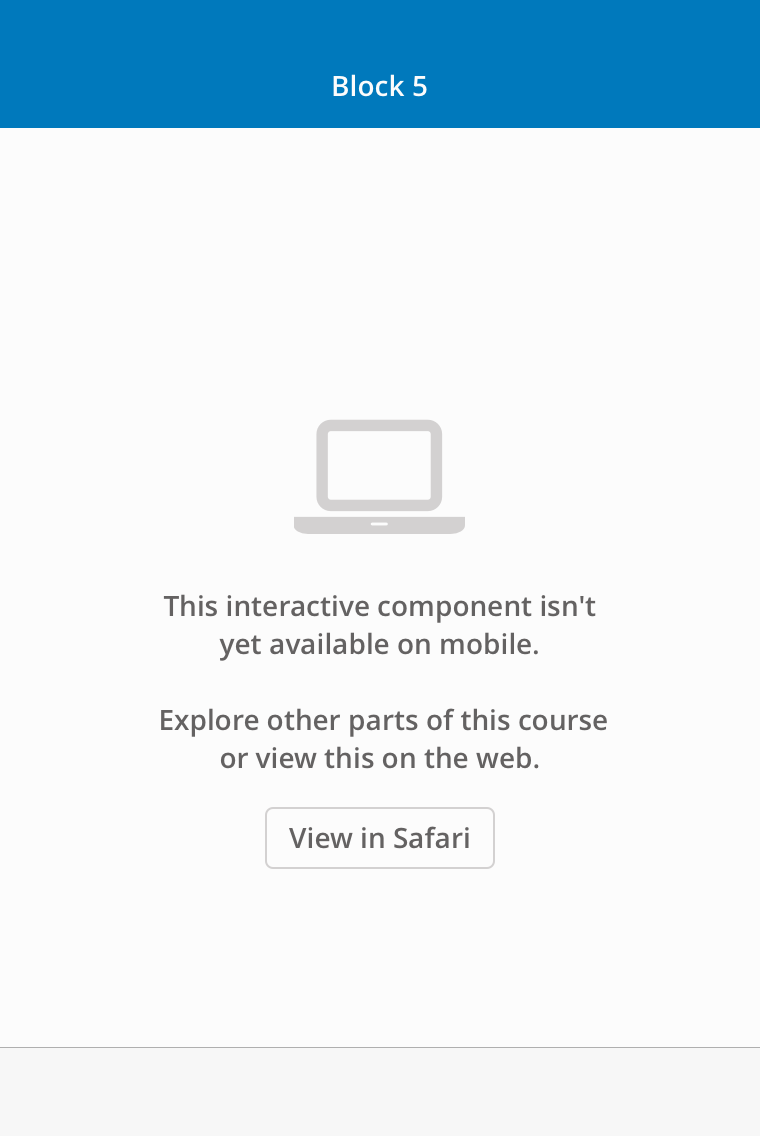 Block 5
This interactive component isn't
yet available on mobile.
Explore other parts of this course
or view this on the web.
View in Safari